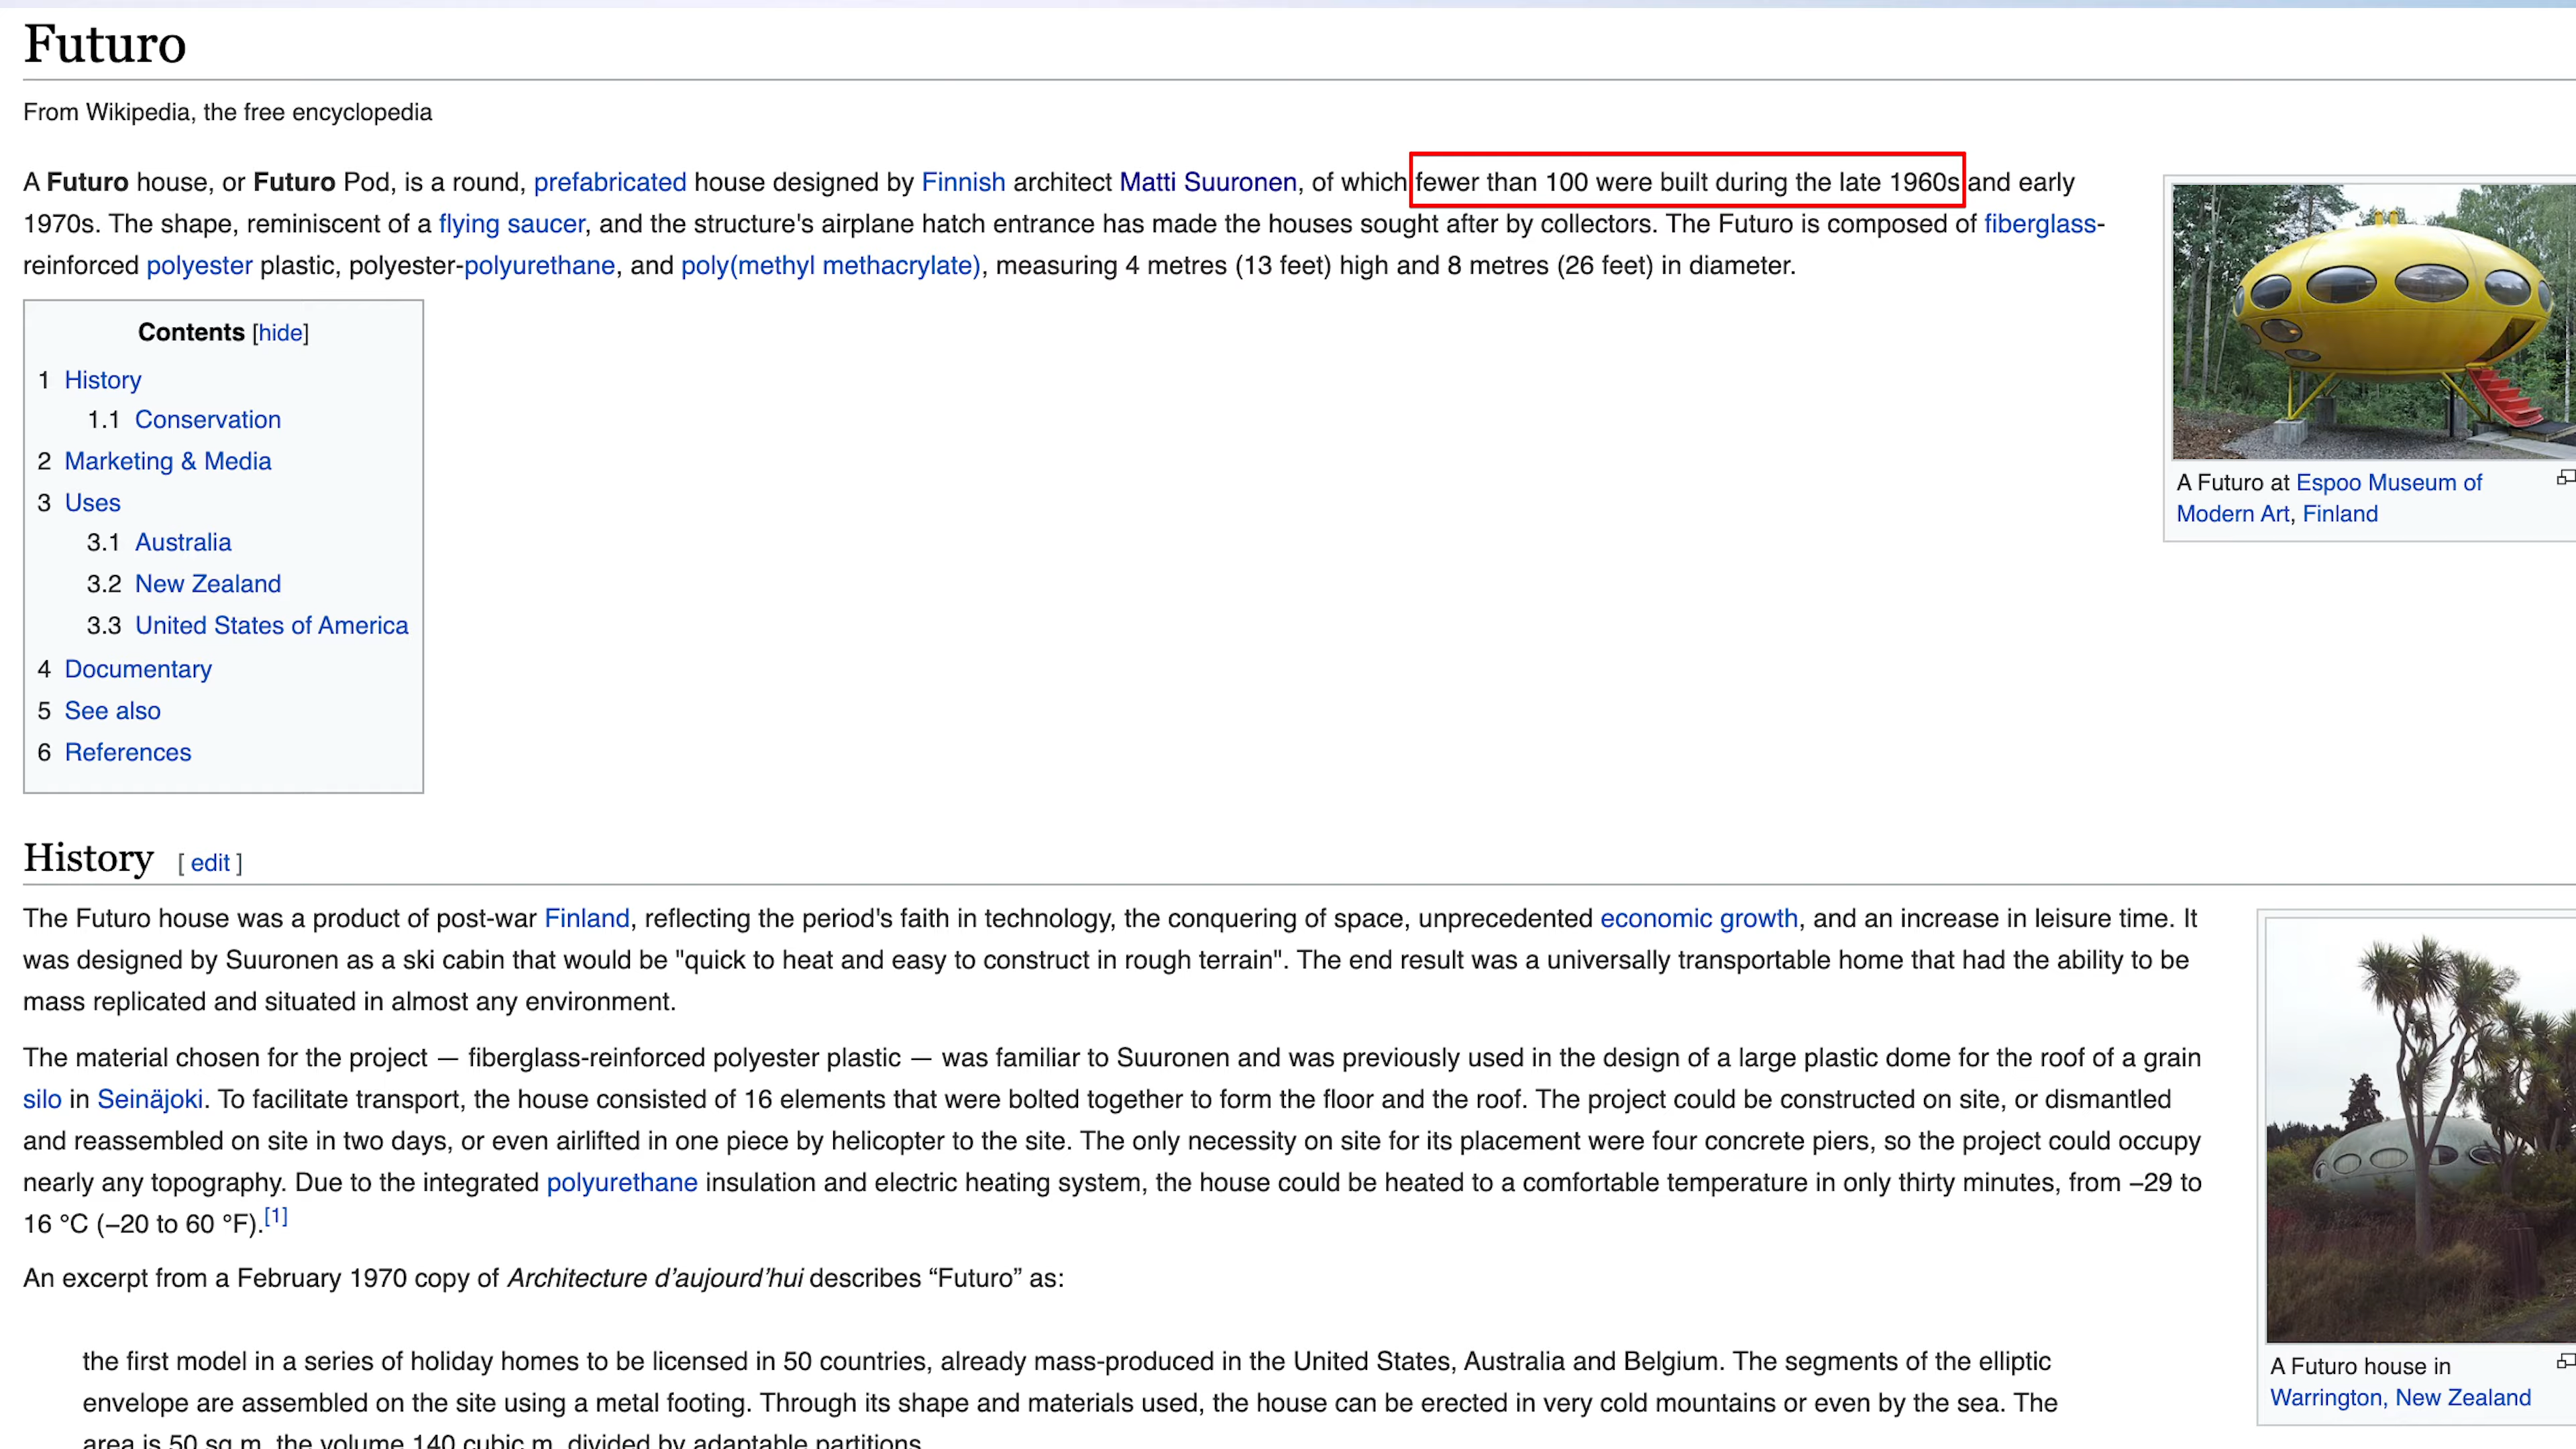 Futuro
From Wikipedia, the free encyclopedia
A Futuro house, or Futuro Pod, is a round, prefabricated house designed by Finnish architect Matti Suuronen, of which fewer than 100 were built during the late 1960s and early
1970s. The shape, reminiscent of a flying saucer, and the structure's airplane hatch entrance has made the houses sought after by collectors. The Futuro is composed of fiberglass-
reinforced polyester plastic, polyester-polyurethane, and poly(methyl methacrylate), measuring 4 metres (13 feet) high and 8 metres (26 feet) in diameter.
A Futuro at Espoo Museum of
Modern Art, Finland
Contents [hide]
1 History
1.1 Conservation
2 Marketing & Media
3 Uses
3.1 Australia
3.2 New Zealand
3.3 United States of America
4 Documentary
5 See also
6 References
History [ edit ]
The Futuro house was a product of post-war Finland, reflecting the period's faith in technology, the conquering of space, unprecedented economic growth, and an increase in leisure time. It
was designed by Suuronen as a ski cabin that would be "quick to heat and easy to construct in rough terrain". The end result was a universally transportable home that had the ability to be
mass replicated and situated in almost any environment.
The material chosen for the project — fiberglass-reinforced polyester plastic — was familiar to Suuronen and was previously used in the design of a large plastic dome for the roof of a grain
silo in Seinäjoki. To facilitate transport, the house consisted of 16 elements that were bolted together to form the floor and the roof. The project could be constructed on site, or dismantled
and reassembled on site in two days, or even airlifted in one piece by helicopter to the site. The only necessity on site for its placement were four concrete piers, so the project could occupy
nearly any topography. Due to the integrated polyurethane insulation and electric heating system, the house could be heated to a comfortable temperature in only thirty minutes, from −29 to
16 °C (−20 to 60 °F).[1]
An excerpt from a February 1970 copy of Architecture d'aujourd'hui describes “Futuro” as:
the first model in a series of holiday homes to be licensed in 50 countries, already mass-produced in the United States, Australia and Belgium. The segments of the elliptic
envelope are assembled on the site using a metal footing. Through its shape and materials used, the house can be erected in very cold mountains or even by the sea. The
area is 50 sq m, the volume 140 cubic m, divided by adaptable partitions.
A Futuro house in
Warrington, New Zealand